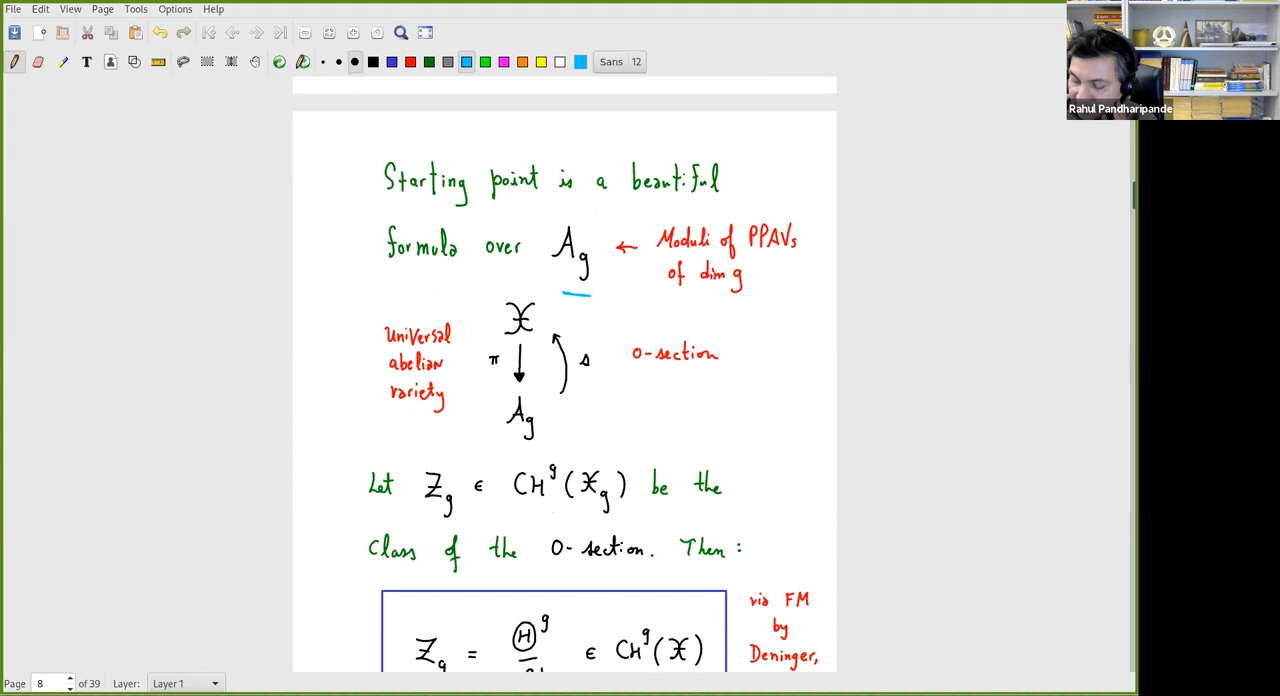 File Edit View Page Tools Options Help
Sans 12
Rahul Pandharipande
Starting point is a beautiful
formula over A_g ← Moduli of PPAVs
of dim g
𝒳
Universal
abelian
variety
π ↓ s
0-section
A_g
Let Z_g ∈ CH^g(𝒳_g) be the
class of the 0-section. Then:
Z_g = Θ^g ∈ CH^g(𝒳)
via FM
by
Deninger,
Page 8 of 39 Layer: Layer 1